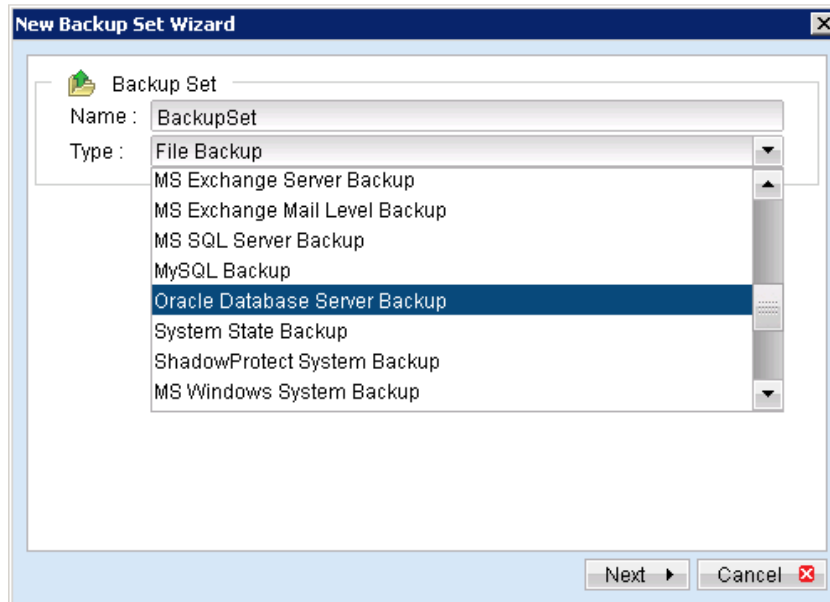 New Backup Set Wizard
Backup Set
Name : BackupSet
Type : File Backup
MS Exchange Server Backup
MS Exchange Mail Level Backup
MS SQL Server Backup
MySQL Backup
Oracle Database Server Backup
System State Backup
ShadowProtect System Backup
MS Windows System Backup
Next Cancel